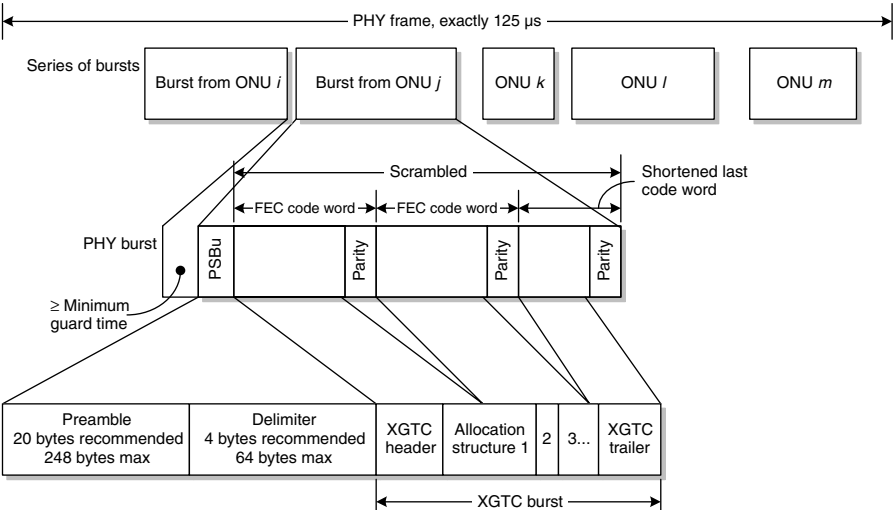 PHY frame, exactly 125 μs
Series of bursts
Burst from ONU i
Burst from ONU j
ONU k
ONU l
ONU m
Scrambled
Shortened last
code word
FEC code word
FEC code word
PHY burst
PSBu
Parity
Parity
Parity
≥ Minimum
guard time
Preamble
20 bytes recommended
248 bytes max
Delimiter
4 bytes recommended
64 bytes max
XGTC
header
Allocation
structure 1
2
3...
XGTC
trailer
XGTC burst